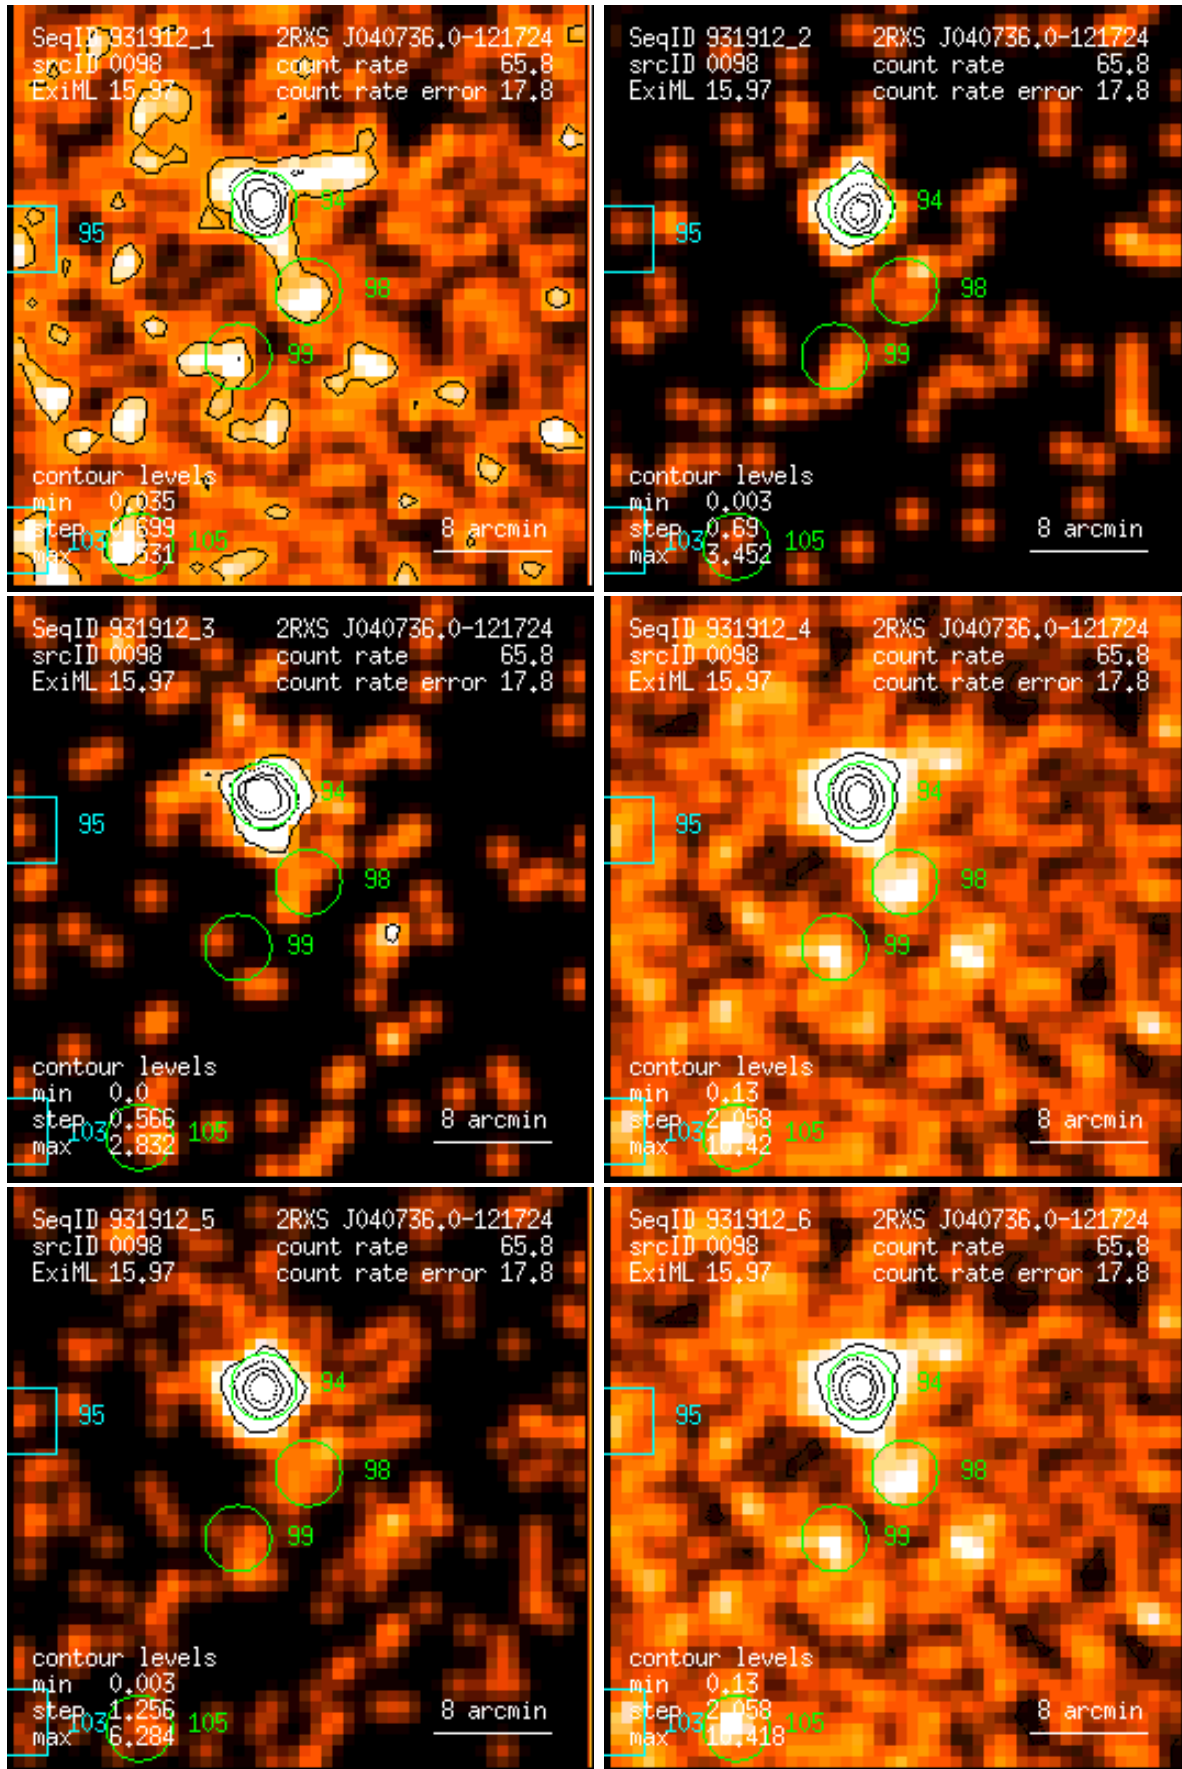 SeqID 931912_1 2RXS J040736.0-121724
srcID 0098 count rate 65.8
ExiML 15.97 count rate error 17.8
94
95
98
99
contour levels
min 0.035
step 0.699
8 arcmin
103 105
max
SeqID 931912_2 2RXS J040736.0-121724
srcID 0098 count rate 65.8
ExiML 15.97 count rate error 17.8
94
95
98
99
contour levels
min 0.003
step 0.69
8 arcmin
103 105
max 3.452
SeqID 931912_3 2RXS J040736.0-121724
srcID 0098 count rate 65.8
ExiML 15.97 count rate error 17.8
94
95
98
99
contour levels
min 0.0
step 0.566
8 arcmin
103 105
max 2.832
SeqID 931912_4 2RXS J040736.0-121724
srcID 0098 count rate 65.8
ExiML 15.97 count rate error 17.8
94
95
98
99
contour levels
min 0.13
step 2.058
8 arcmin
103 105
max 10.42
SeqID 931912_5 2RXS J040736.0-121724
srcID 0098 count rate 65.8
ExiML 15.97 count rate error 17.8
94
95
98
99
contour levels
min 0.003
step 1.256
8 arcmin
103 105
max 6.284
SeqID 931912_6 2RXS J040736.0-121724
srcID 0098 count rate 65.8
ExiML 15.97 count rate error 17.8
94
95
98
99
contour levels
min 0.13
step 2.058
8 arcmin
103 105
max 10.418